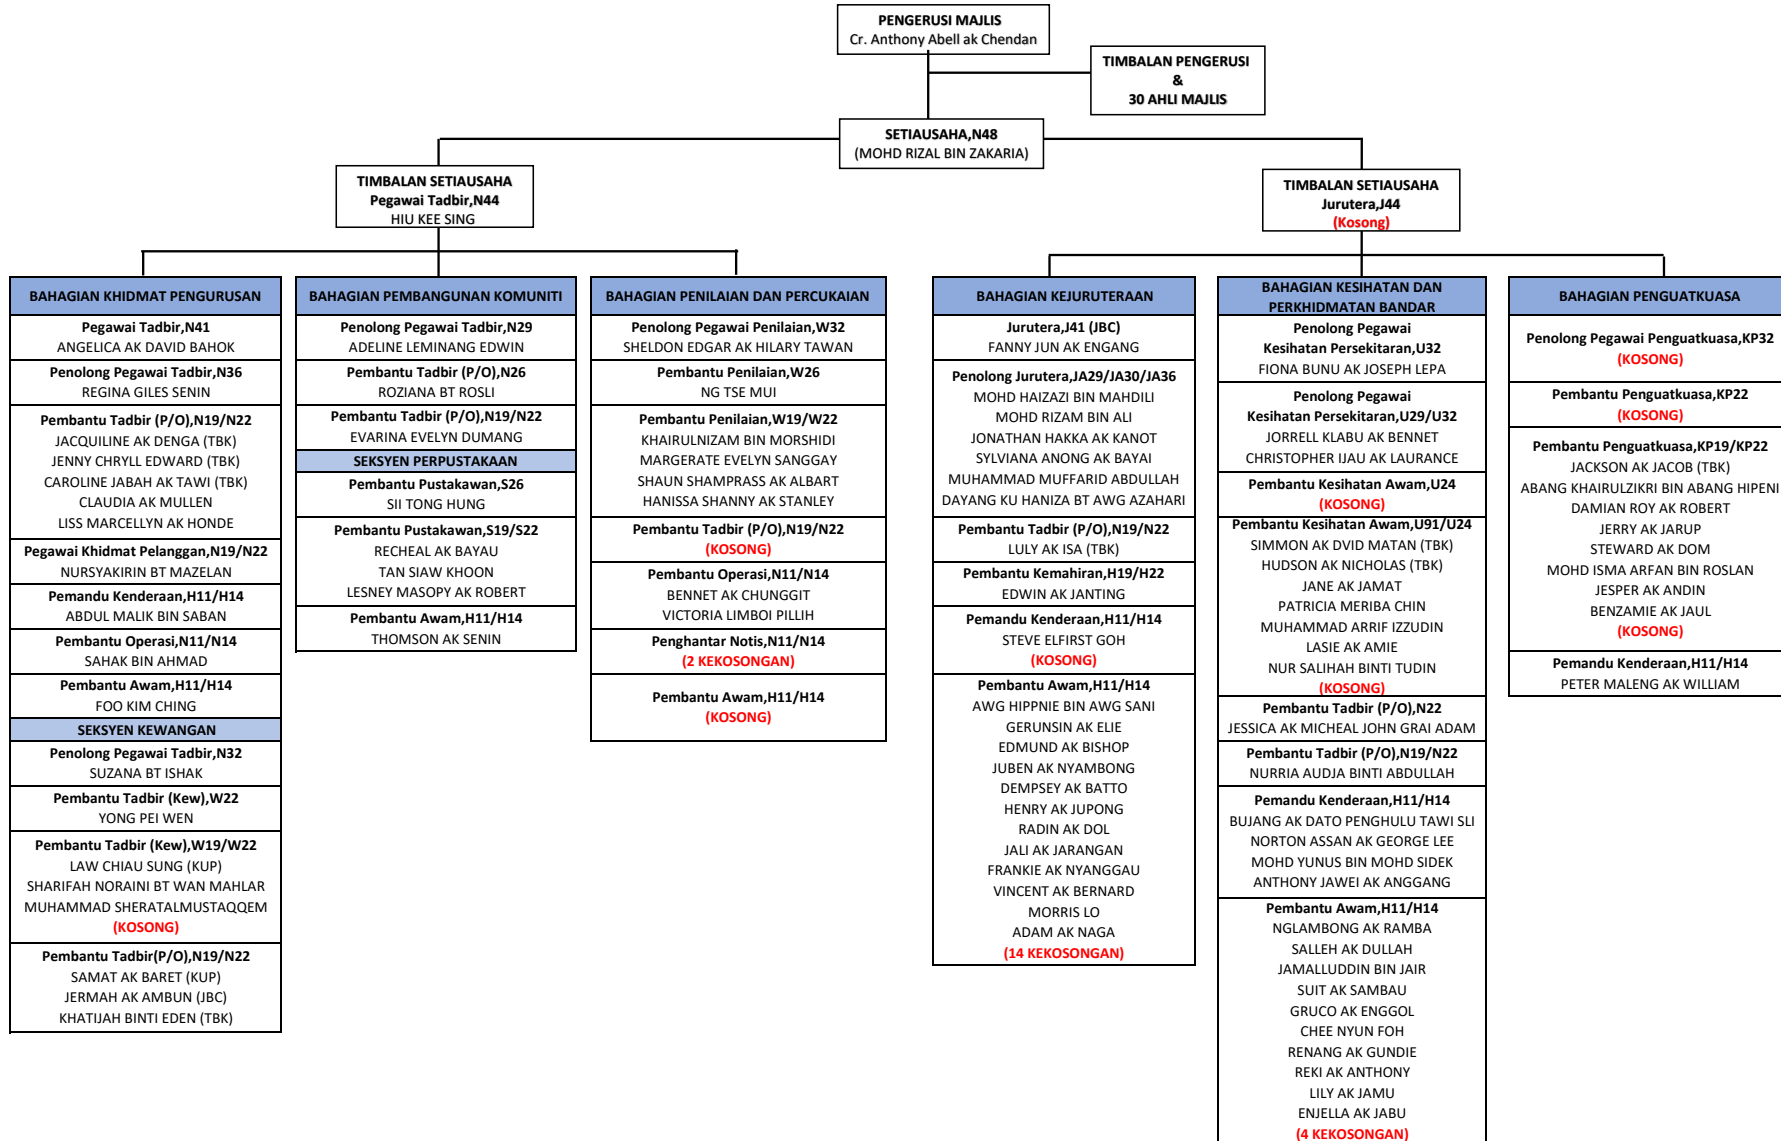 PENGERUSI MAJLIS
Cr. Anthony Abell ak Chendan
TIMBALAN PENGERUSI
&
30 AHLI MAJLIS
SETIAUSAHA,N48
(MOHD RIZAL BIN ZAKARIA)
TIMBALAN SETIAUSAHA
Pegawai Tadbir,N44
HIU KEE SING
TIMBALAN SETIAUSAHA
Jurutera,J44
(Kosong)
BAHAGIAN KHIDMAT PENGURUSAN
Pegawai Tadbir,N41
ANGELICA AK DAVID BAHOK
Penolong Pegawai Tadbir,N36
REGINA GILES SENIN
Pembantu Tadbir (P/O),N19/N22
JACQUILINE AK DENGA (TBK)
JENNY CHRYLL EDWARD (TBK)
CAROLINE JABAH AK TAWI (TBK)
CLAUDIA AK MULLEN
LISS MARCELLYN AK HONDE
Pegawai Khidmat Pelanggan,N19/N22
NURSYAKIRIN BT MAZELAN
Pemandu Kenderaan,H11/H14
ABDUL MALIK BIN SABAN
Pembantu Operasi,N11/N14
SAHAK BIN AHMAD
Pembantu Awam,H11/H14
FOO KIM CHING
SEKSYEN KEWANGAN
Penolong Pegawai Tadbir,N32
SUZANA BT ISHAK
Pembantu Tadbir (Kew),W22
YONG PEI WEN
Pembantu Tadbir (Kew),W19/W22
LAW CHIAU SUNG (KUP)
SHARIFAH NORAINI BT WAN MAHLAR
MUHAMMAD SHERATALMUSTAQQEM
(KOSONG)
Pembantu Tadbir(P/O),N19/N22
SAMAT AK BARET (KUP)
JERMAH AK AMBUN (JBC)
KHATIJAH BINTI EDEN (TBK)
BAHAGIAN PEMBANGUNAN KOMUNITI
Penolong Pegawai Tadbir,N29
ADELINE LEMINANG EDWIN
Pembantu Tadbir (P/O),N26
ROZIANA BT ROSLI
Pembantu Tadbir (P/O),N19/N22
EVARINA EVELYN DUMANG
SEKSYEN PERPUSTAKAAN
Pembantu Pustakawan,S26
SII TONG HUNG
Pembantu Pustakawan,S19/S22
RECHEAL AK BAYAU
TAN SIAW KHOON
LESNEY MASOPY AK ROBERT
Pembantu Awam,H11/H14
THOMSON AK SENIN
BAHAGIAN PENILAIAN DAN PERCUKAIAN
Penolong Pegawai Penilaian,W32
SHELDON EDGAR AK HILARY TAWAN
Pembantu Penilaian,W26
NG TSE MUI
Pembantu Penilaian,W19/W22
KHAIRULNIZAM BIN MORSHIDI
MARGERATE EVELYN SANGGAY
SHAUN SHAMPRASS AK ALBART
HANISSA SHANNY AK STANLEY
Pembantu Tadbir (P/O),N19/N22
(KOSONG)
Pembantu Operasi,N11/N14
BENNET AK CHUNGGIT
VICTORIA LIMBOI PILLIH
Penghantar Notis,N11/N14
(2 KEKOSONGAN)
Pembantu Awam,H11/H14
(KOSONG)
BAHAGIAN KEJURUTERAAN
Jurutera,J41 (JBC)
FANNY JUN AK ENGANG
Penolong Jurutera,JA29/JA30/JA36
MOHD HAIZAZI BIN MAHDILI
MOHD RIZAM BIN ALI
JONATHAN HAKKA AK KANOT
SYLVIANA ANONG AK BAYAI
MUHAMMAD MUFFARID ABDULLAH
DAYANG KU HANIZA BT AWG AZAHARI
Pembantu Tadbir (P/O),N19/N22
LULY AK ISA (TBK)
Pembantu Kemahiran,H19/H22
EDWIN AK JANTING
Pemandu Kenderaan,H11/H14
STEVE ELFIRST GOH
(KOSONG)
Pembantu Awam,H11/H14
AWG HIPPNIE BIN AWG SANI
GERUNSIN AK ELIE
EDMUND AK BISHOP
JUBEN AK NYAMBONG
DEMPSEY AK BATTO
HENRY AK JUPONG
RADIN AK DOL
JALI AK JARANGAN
FRANKIE AK NYANGGAU
VINCENT AK BERNARD
MORRIS LO
ADAM AK NAGA
(14 KEKOSONGAN)
BAHAGIAN KESIHATAN DAN
PERKHIDMATAN BANDAR
Penolong Pegawai
Kesihatan Persekitaran,U32
FIONA BUNU AK JOSEPH LEPA
Penolong Pegawai
Kesihatan Persekitaran,U29/U32
JORRELL KLABU AK BENNET
CHRISTOPHER IJAU AK LAURANCE
Pembantu Kesihatan Awam,U24
(KOSONG)
Pembantu Kesihatan Awam,U91/U24
SIMMON AK DVID MATAN (TBK)
HUDSON AK NICHOLAS (TBK)
JANE AK JAMAT
PATRICIA MERIBA CHIN
MUHAMMAD ARRIF IZZUDIN
LASIE AK AMIE
NUR SALIHAH BINTI TUDIN
(KOSONG)
Pembantu Tadbir (P/O),N22
JESSICA AK MICHEAL JOHN GRAI ADAM
Pembantu Tadbir (P/O),N19/N22
NURRIA AUDJA BINTI ABDULLAH
Pemandu Kenderaan,H11/H14
BUJANG AK DATO PENGHULU TAWI SLI
NORTON ASSAN AK GEORGE LEE
MOHD YUNUS BIN MOHD SIDEK
ANTHONY JAWEI AK ANGGANG
Pembantu Awam,H11/H14
NGLAMBONG AK RAMBA
SALLEH AK DULLAH
JAMALLUDDIN BIN JAIR
SUIT AK SAMBAU
GRUCO AK ENGGOL
CHEE NYUN FOH
RENANG AK GUNDIE
REKI AK ANTHONY
LILY AK JAMU
ENJELLA AK JABU
(4 KEKOSONGAN)
BAHAGIAN PENGUATKUASA
Penolong Pegawai Penguatkuasa,KP32
(KOSONG)
Pembantu Penguatkuasa,KP22
(KOSONG)
Pembantu Penguatkuasa,KP19/KP22
JACKSON AK JACOB (TBK)
ABANG KHAIRULZIKRI BIN ABANG HIPENI
DAMIAN ROY AK ROBERT
JERRY AK JARUP
STEWARD AK DOM
MOHD ISMA ARFAN BIN ROSLAN
JESPER AK ANDIN
BENZAMIE AK JAUL
(KOSONG)
Pemandu Kenderaan,H11/H14
PETER MALENG AK WILLIAM